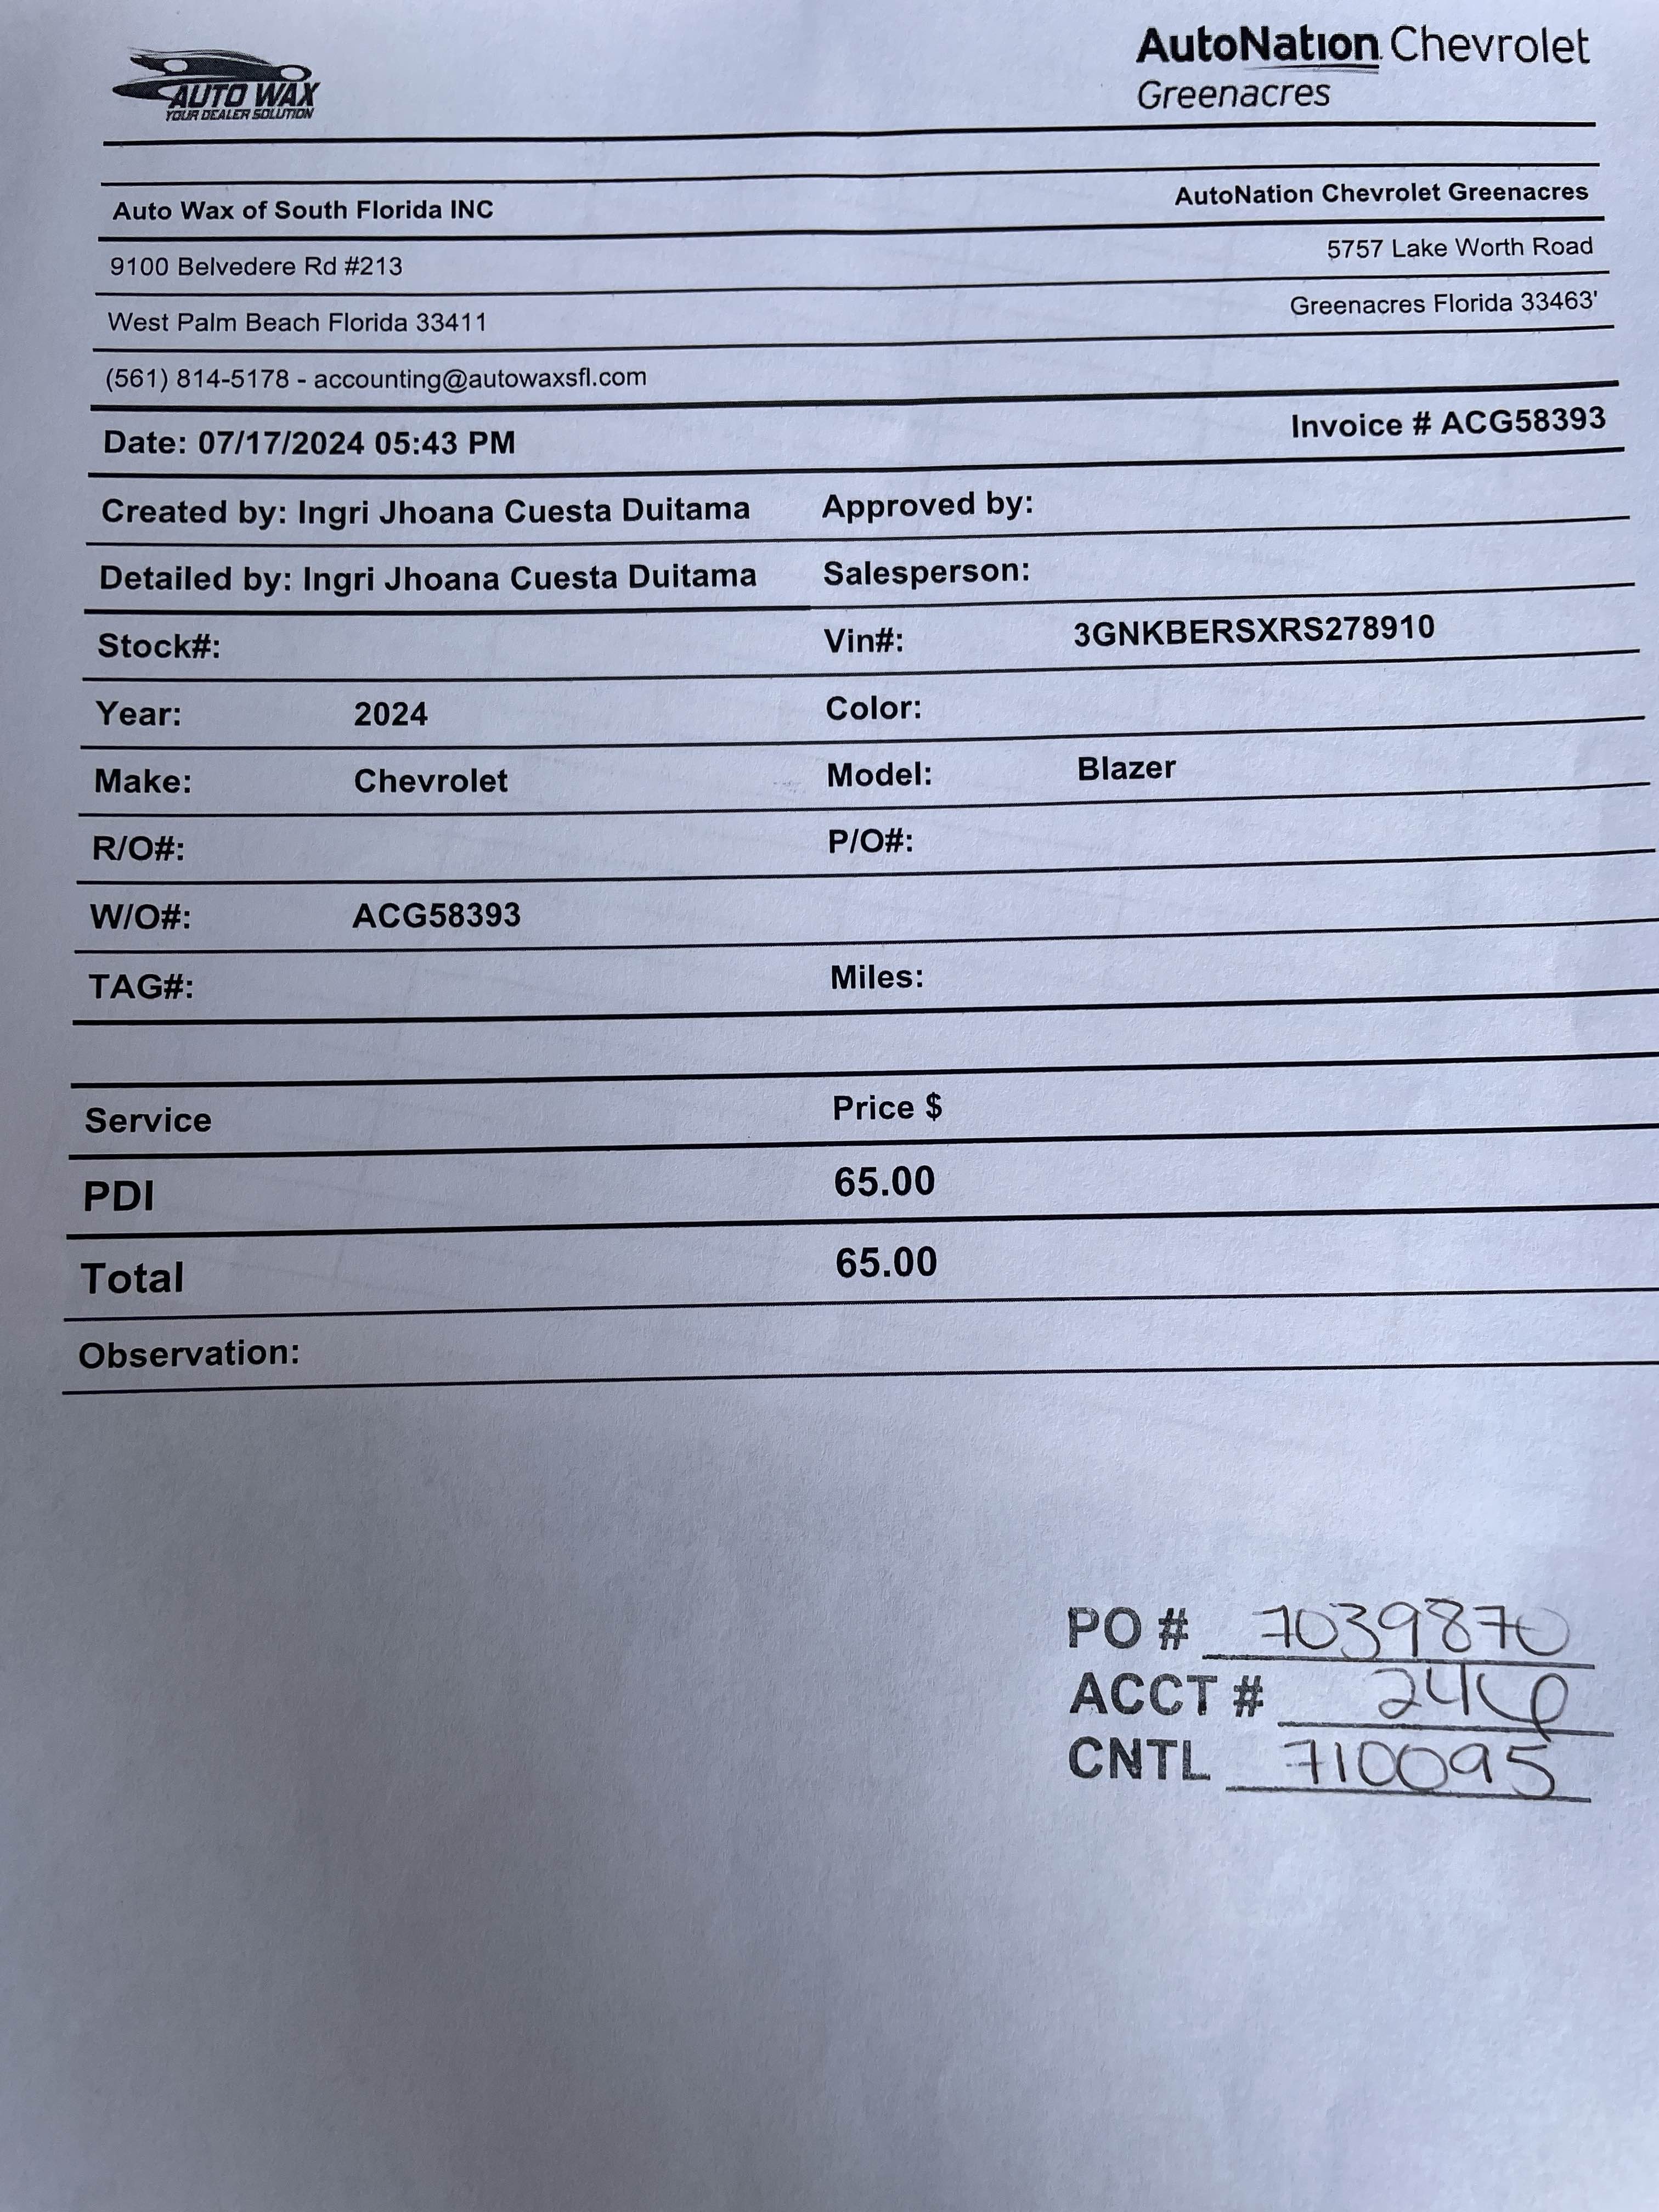 AUTO WAX
YOUR DEALER SOLUTION
AutoNation Chevrolet
Greenacres
Auto Wax of South Florida INC
AutoNation Chevrolet Greenacres
9100 Belvedere Rd #213
5757 Lake Worth Road
West Palm Beach Florida 33411
Greenacres Florida 33463'
(561) 814-5178 - accounting@autowaxsfl.com
Date: 07/17/2024 05:43 PM
Invoice # ACG58393
Created by: Ingri Jhoana Cuesta Duitama Approved by:
Detailed by: Ingri Jhoana Cuesta Duitama Salesperson:
Stock#: Vin#: 3GNKBERSXRS278910
Year: 2024 Color:
Make: Chevrolet Model: Blazer
R/O#: P/O#:
W/O#: ACG58393
TAG#: Miles:
Service Price $
PDI 65.00
Total 65.00
Observation:
PO # 7039870
ACCT #
CNTL 710095